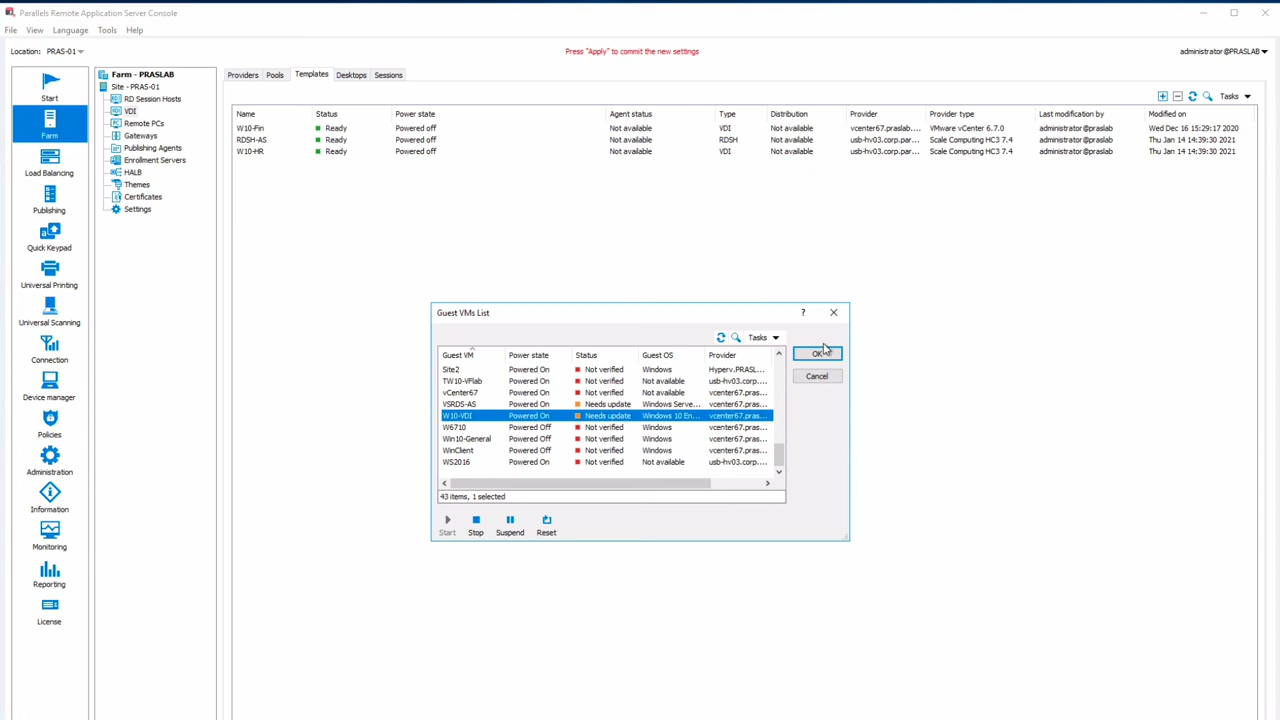 Parallels Remote Application Server Console
File View Language Tools Help
Location: PRAS-01
Press "Apply" to commit the new settings
administrator@PRASLAB
Start
Farm
Load Balancing
Publishing
Quick Keypad
Universal Printing
Universal Scanning
Connection
Device manager
Policies
Administration
Information
Monitoring
Reporting
License
Farm - PRASLAB
Site - PRAS-01
RD Session Hosts
VDI
Remote PCs
Gateways
Publishing Agents
Enrollment Servers
HALB
Themes
Certificates
Settings
Providers Pools Templates Desktops Sessions
Tasks
Name Status Power state Agent status Type Distribution Provider Provider type Last modification by Modified on
W10-Fin Ready Powered off Not available VDI Not available vcenter67.praslab.... VMware vCenter 6.7.0 administrator@praslab Wed Dec 16 15:29:17 2020
RDSH-AS Ready Powered off Not available RDSH Not available usb-hv03.corp.par... Scale Computing HC3 7.4 administrator@praslab Thu Jan 14 14:39:30 2021
W10-HR Ready Powered off Not available VDI Not available usb-hv03.corp.par... Scale Computing HC3 7.4 administrator@praslab Thu Jan 14 14:39:30 2021
Guest VMs List
?
Tasks
OK
Cancel
Guest VM Power state Status Guest OS Provider
Site2 Powered On Not verified Windows Hyperv.PRASL...
TW10-VFlab Powered On Not verified Not available usb-hv03.corp....
vCenter67 Powered On Not verified Not available vcenter67.pras...
VSRDS-AS Powered On Needs update Windows Serve... vcenter67.pras...
W10-VDI Powered On Needs update Windows 10 En... vcenter67.pras...
W6710 Powered Off Not verified Windows vcenter67.pras...
Win10-General Powered Off Not verified Windows vcenter67.pras...
WinClient Powered Off Not verified Windows vcenter67.pras...
WS2016 Powered On Not verified Not available usb-hv03.corp....
43 items, 1 selected
Start Stop Suspend Reset